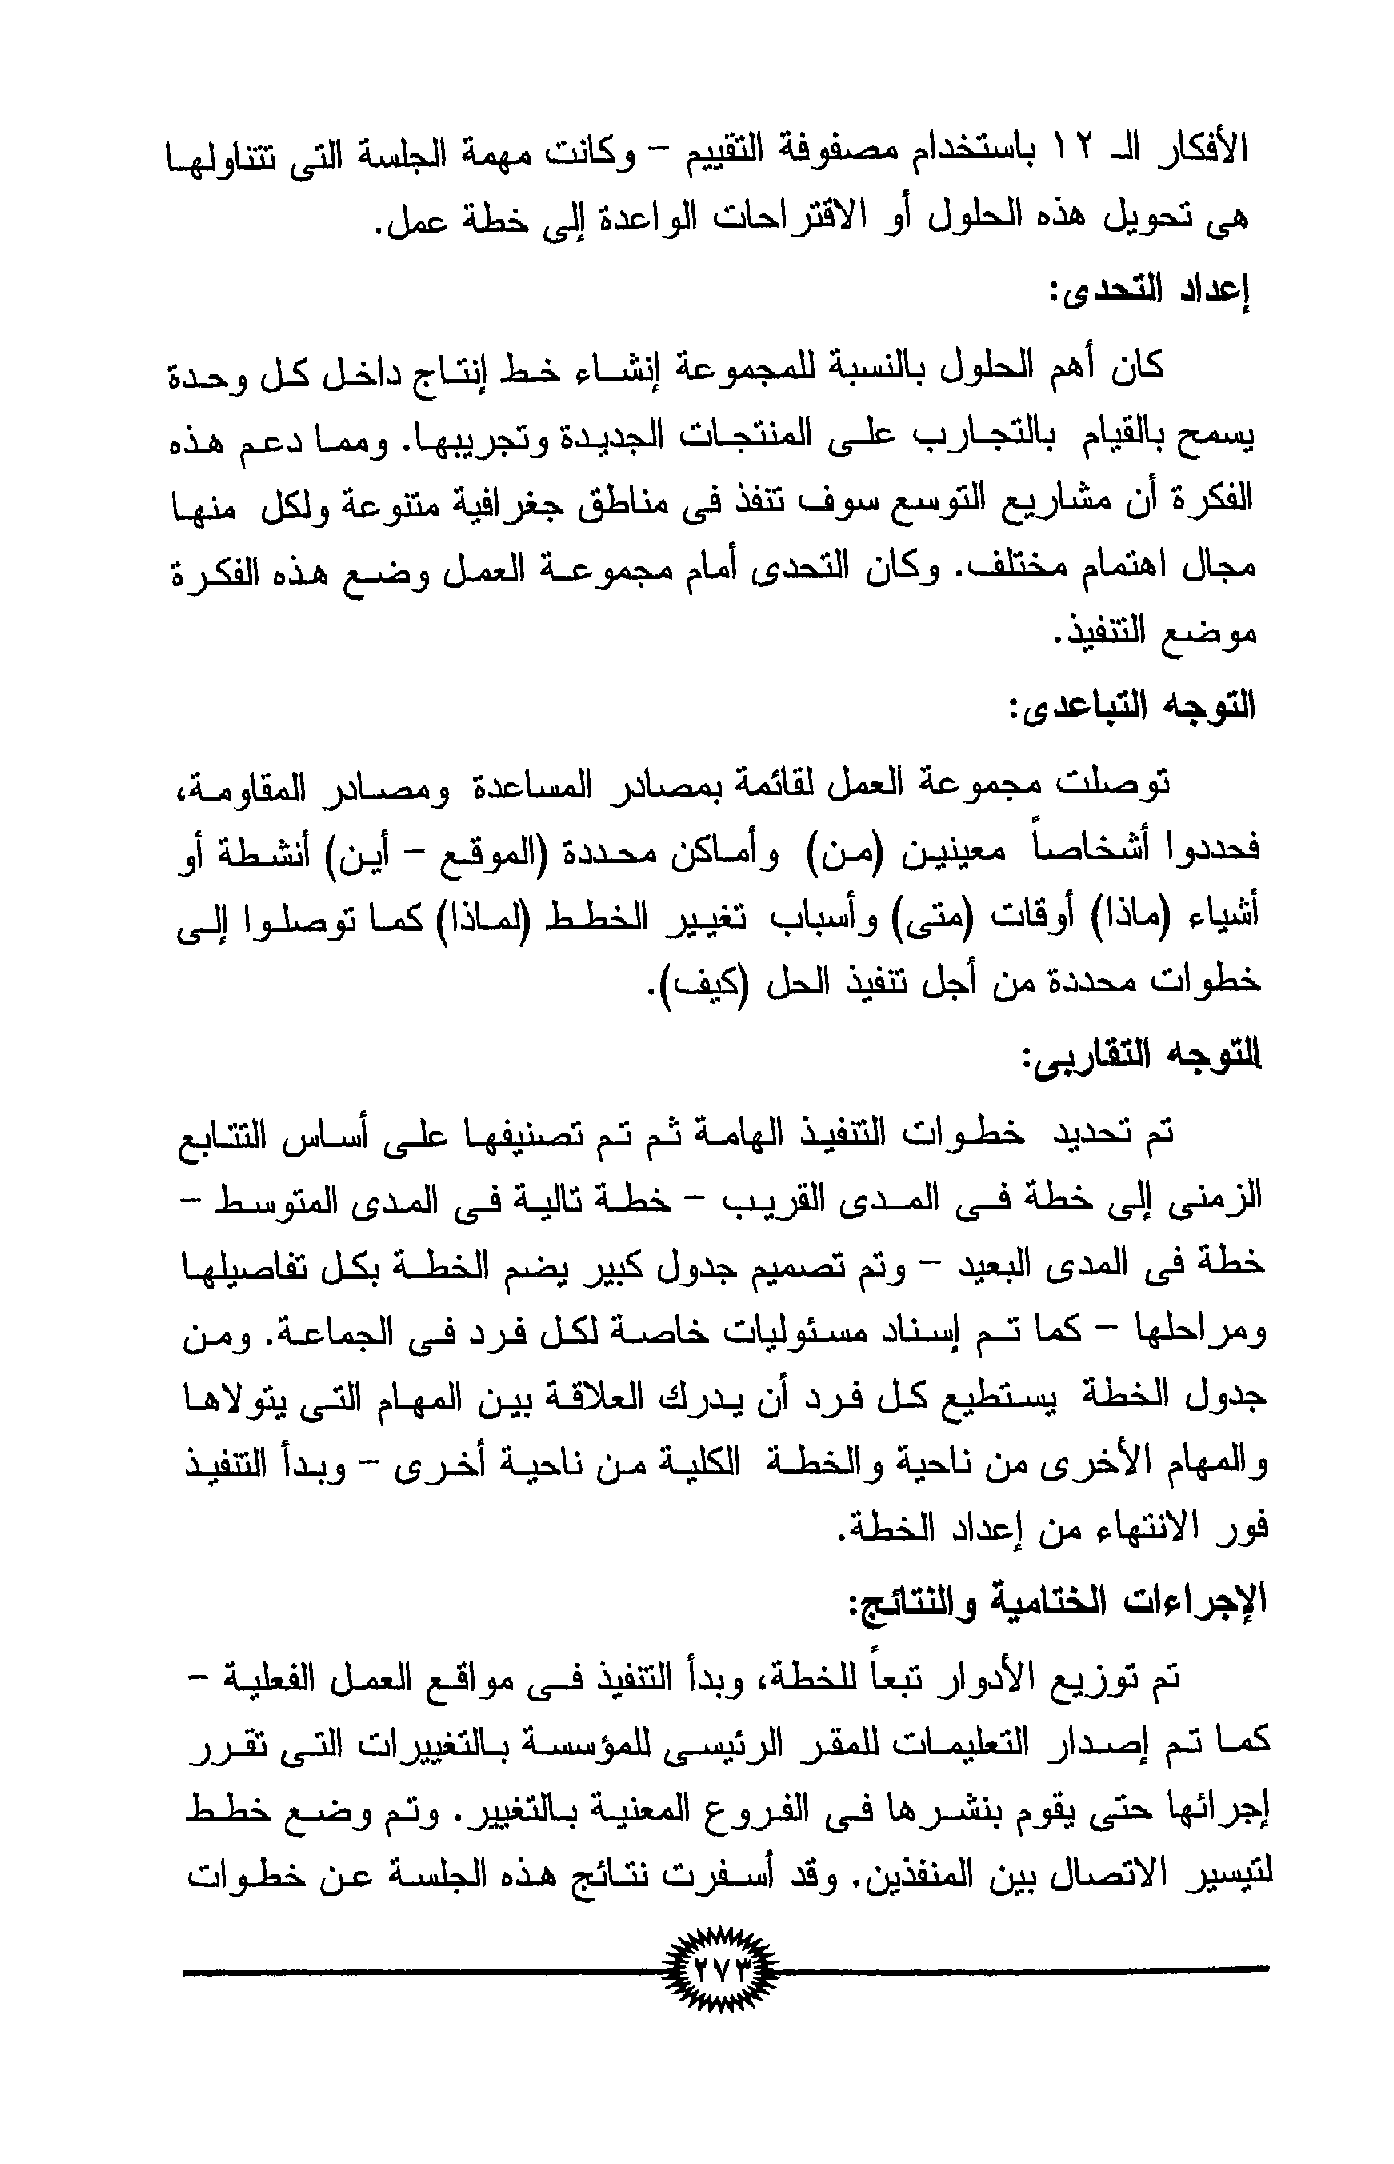 الأفكار الـ ١٢ باستخدام مصفوفة التقييم – وكانت مهمة الجلسة التى تتناولها
هى تحويل هذه الحلول أو الاقتراحات الواعدة إلى خطة عمل.
إعداد التحدى:
كان أهم الحلول بالنسبة للمجموعة إنشاء خط إنتاج داخل كل وحدة
يسمح بالقيام بالتجارب على المنتجات الجديدة وتجريبها. ومما دعم هذه
الفكرة أن مشاريع التوسع سوف تنفذ فى مناطق جغرافية متنوعة ولكل منها
مجال اهتمام مختلف. وكان التحدى أمام مجموعة العمل وضع هذه الفكرة
موضع التنفيذ.
التوجه التباعدى:
توصلت مجموعة العمل لقائمة بمصادر المساعدة ومصادر المقاومة،
فحددوا أشخاصاً معينين (من) وأماكن محددة (الموقع – أين) أنشطة أو
أشياء (ماذا) أوقات (متى) وأسباب تغيير الخطط (لماذا) كما توصلوا إلى
خطوات محددة من أجل تنفيذ الحل (كيف).
التوجه التقاربى:
تم تحديد خطوات التنفيذ الهامة ثم تم تصنيفها على أساس التتابع
الزمنى إلى خطة فى المدى القريب – خطة تالية فى المدى المتوسط –
خطة فى المدى البعيد – وتم تصميم جدول كبير يضم الخطة بكل تفاصيلها
ومراحلها – كما تم إسناد مسئوليات خاصة لكل فرد فى الجماعة. ومن
جدول الخطة يستطيع كل فرد أن يدرك العلاقة بين المهام التى يتولاها
والمهام الأخرى من ناحية والخطة الكلية من ناحية أخرى – وبدأ التنفيذ
فور الانتهاء من إعداد الخطة.
الإجراءات الختامية والنتائج:
تم توزيع الأدوار تبعاً للخطة، وبدأ التنفيذ فى مواقع العمل الفعلية –
كما تم إصدار التعليمات للمقر الرئيسى للمؤسسة بالتغييرات التى تقرر
إجرائها حتى يقوم بنشرها فى الفروع المعنية بالتغيير. وتم وضع خطط
لتيسير الاتصال بين المنفذين. وقد أسفرت نتائج هذه الجلسة عن خطوات
٢٧٣